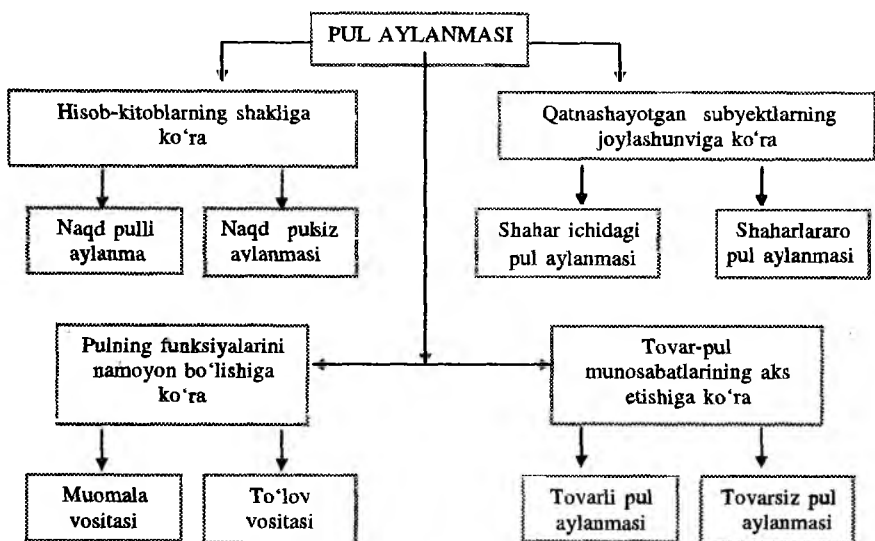 PUL AYLANMASI
Hisob-kitoblarning shakliga
ko‘ra
Qatnashayotgan subyektlarning
joylashunviga ko‘ra
Naqd pulli
aylanma
Naqd pulsiz
avlanmasi
Shahar ichidagi
pul aylanmasi
Shaharlararo
pul aylanmasi
Pulning funksiyalarini
namoyon bo‘lishiga
ko‘ra
Tovar-pul
munosabatlarining aks
etishiga ko‘ra
Muomala
vositasi
To‘lov
vositasi
Tovarli pul
aylanmasi
Tovarsiz pul
aylanmasi